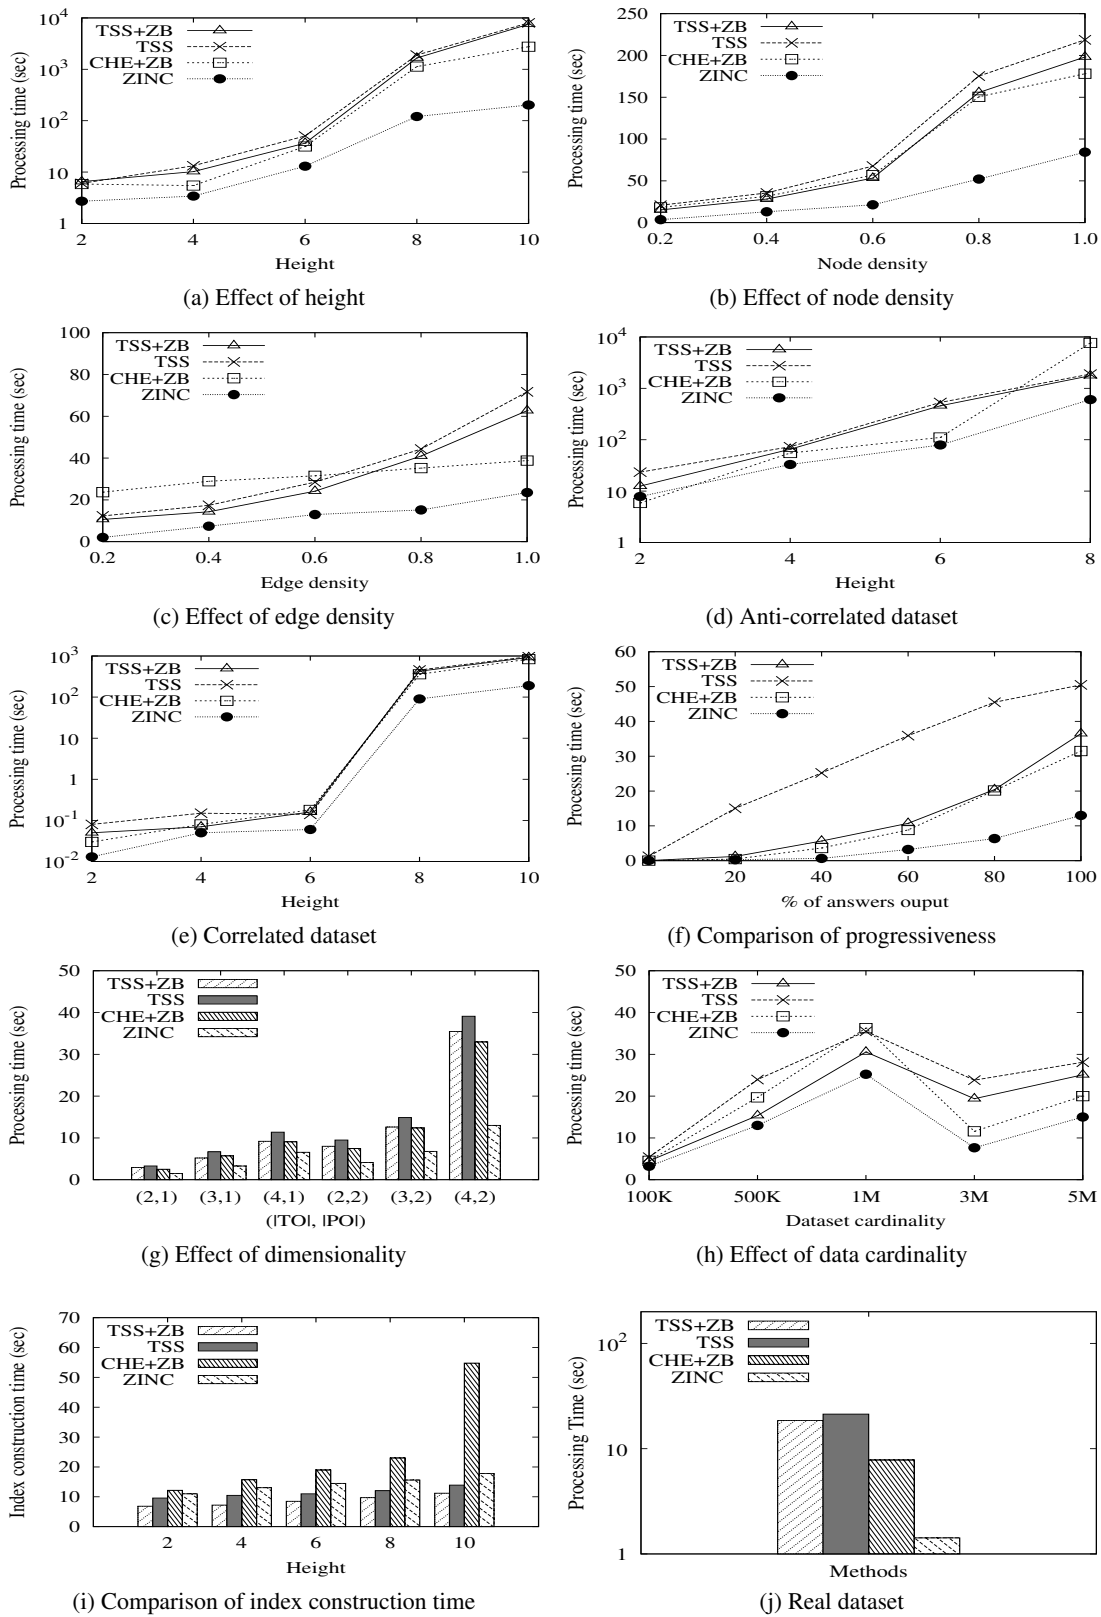 TSS+ZB
TSS
CHE+ZB
ZINC
10^4
10^3
10^2
10
1
2 4 6 8 10
Processing time (sec)
Height
(a) Effect of height
TSS+ZB
TSS
CHE+ZB
ZINC
250
200
150
100
50
0
0.2 0.4 0.6 0.8 1.0
Processing time (sec)
Node density
(b) Effect of node density
TSS+ZB
TSS
CHE+ZB
ZINC
100
80
60
40
20
0
0.2 0.4 0.6 0.8 1.0
Processing time (sec)
Edge density
(c) Effect of edge density
TSS+ZB
TSS
CHE+ZB
ZINC
10^4
10^3
10^2
10
1
2 4 6 8
Processing time (sec)
Height
(d) Anti-correlated dataset
TSS+ZB
TSS
CHE+ZB
ZINC
10^3
10^2
10
1
10^-1
10^-2
2 4 6 8 10
Processing time (sec)
Height
(e) Correlated dataset
TSS+ZB
TSS
CHE+ZB
ZINC
60
50
40
30
20
10
0
20 40 60 80 100
Processing time (sec)
% of answers ouput
(f) Comparison of progressiveness
TSS+ZB
TSS
CHE+ZB
ZINC
50
40
30
20
10
0
(2,1) (3,1) (4,1) (2,2) (3,2) (4,2)
Processing time (sec)
(|TO|, |PO|)
(g) Effect of dimensionality
TSS+ZB
TSS
CHE+ZB
ZINC
50
40
30
20
10
0
100K 500K 1M 3M 5M
Processing time (sec)
Dataset cardinality
(h) Effect of data cardinality
TSS+ZB
TSS
CHE+ZB
ZINC
70
60
50
40
30
20
10
0
2 4 6 8 10
Index construction time (sec)
Height
(i) Comparison of index construction time
TSS+ZB
TSS
CHE+ZB
ZINC
10^2
10
1
Processing Time (sec)
Methods
(j) Real dataset